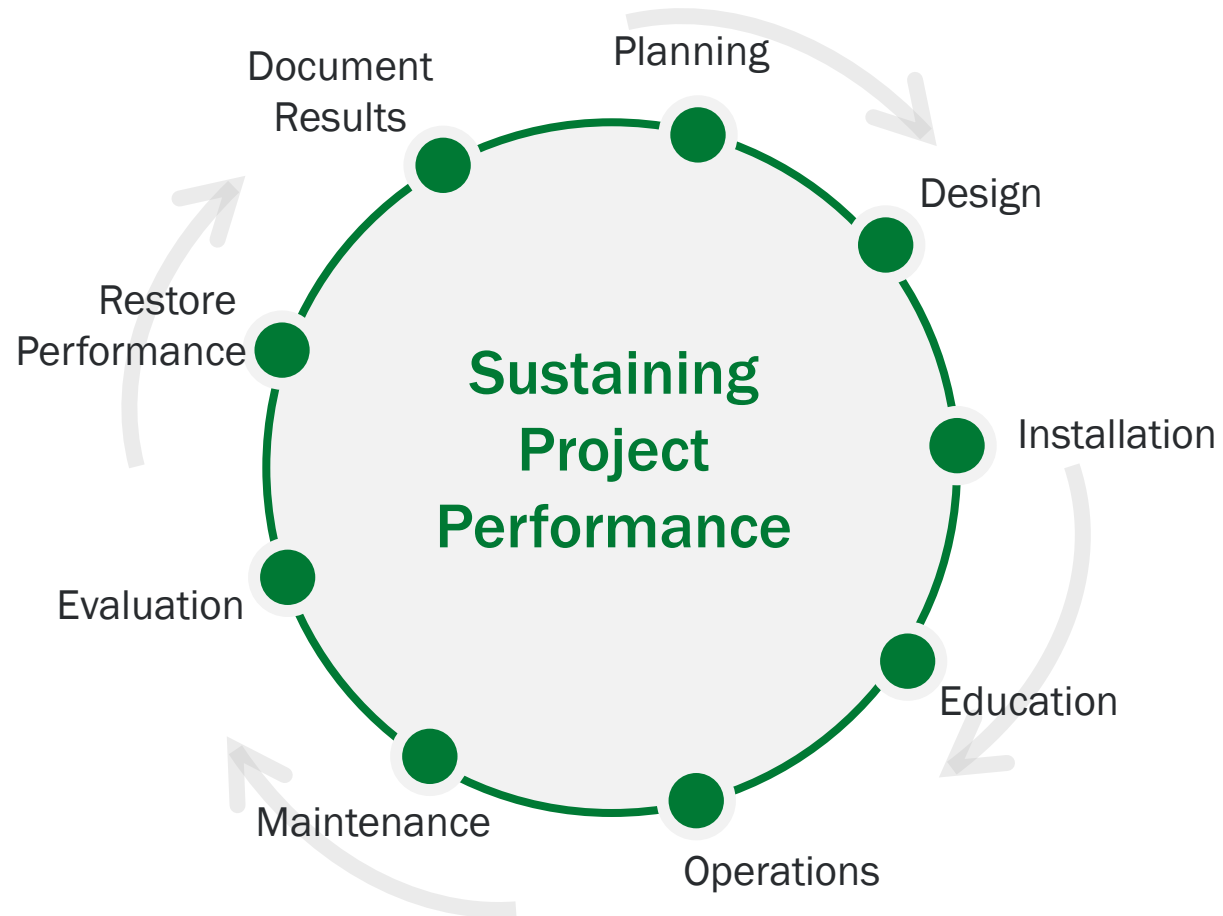 Planning
Design
Installation
Education
Operations
Maintenance
Evaluation
Restore
Performance
Document
Results
Sustaining
Project
Performance